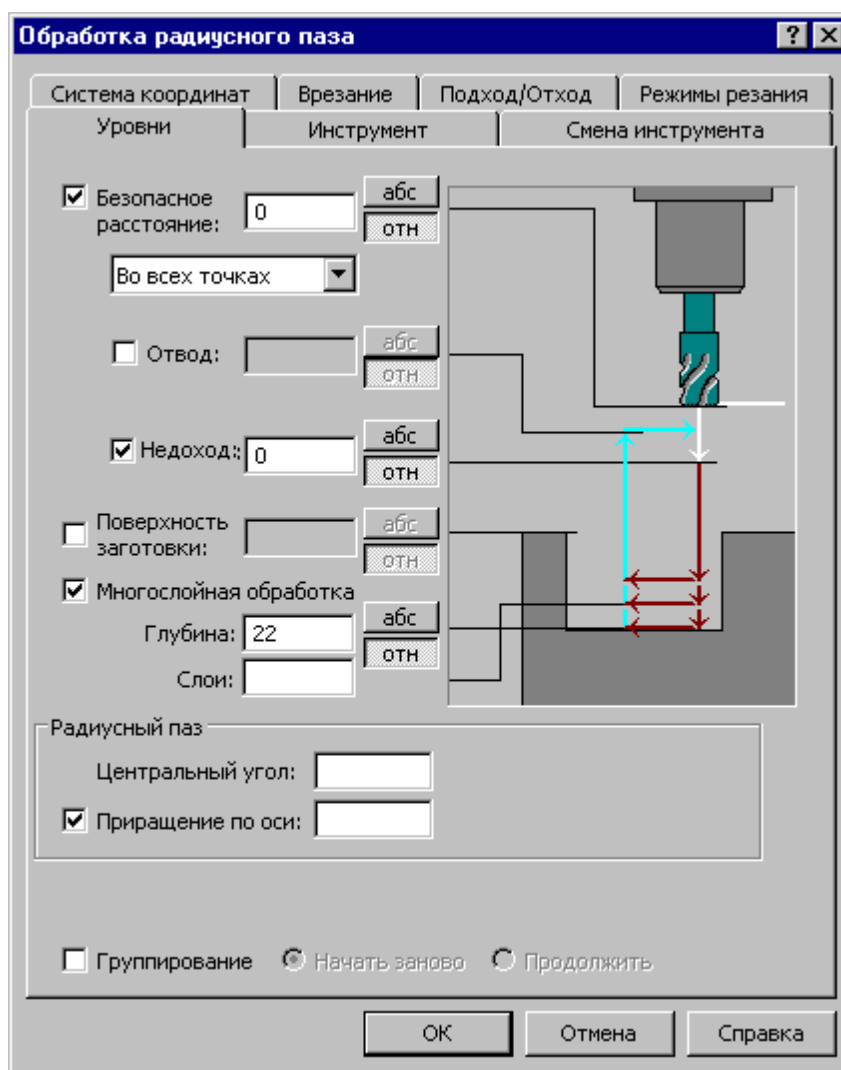 Обработка радиусного паза
Система координат
Врезание
Подход/Отход
Режимы резания
Уровни
Инструмент
Смена инструмента
Безопасное
расстояние:
0
абс
отн
Во всех точках
Отвод:
абс
отн
Недоход:
0
абс
отн
Поверхность
заготовки:
абс
отн
Многослойная обработка
Глубина:
22
абс
отн
Слои:
Радиусный паз
Центральный угол:
Приращение по оси:
Группирование
Начать заново
Продолжить
ОК
Отмена
Справка